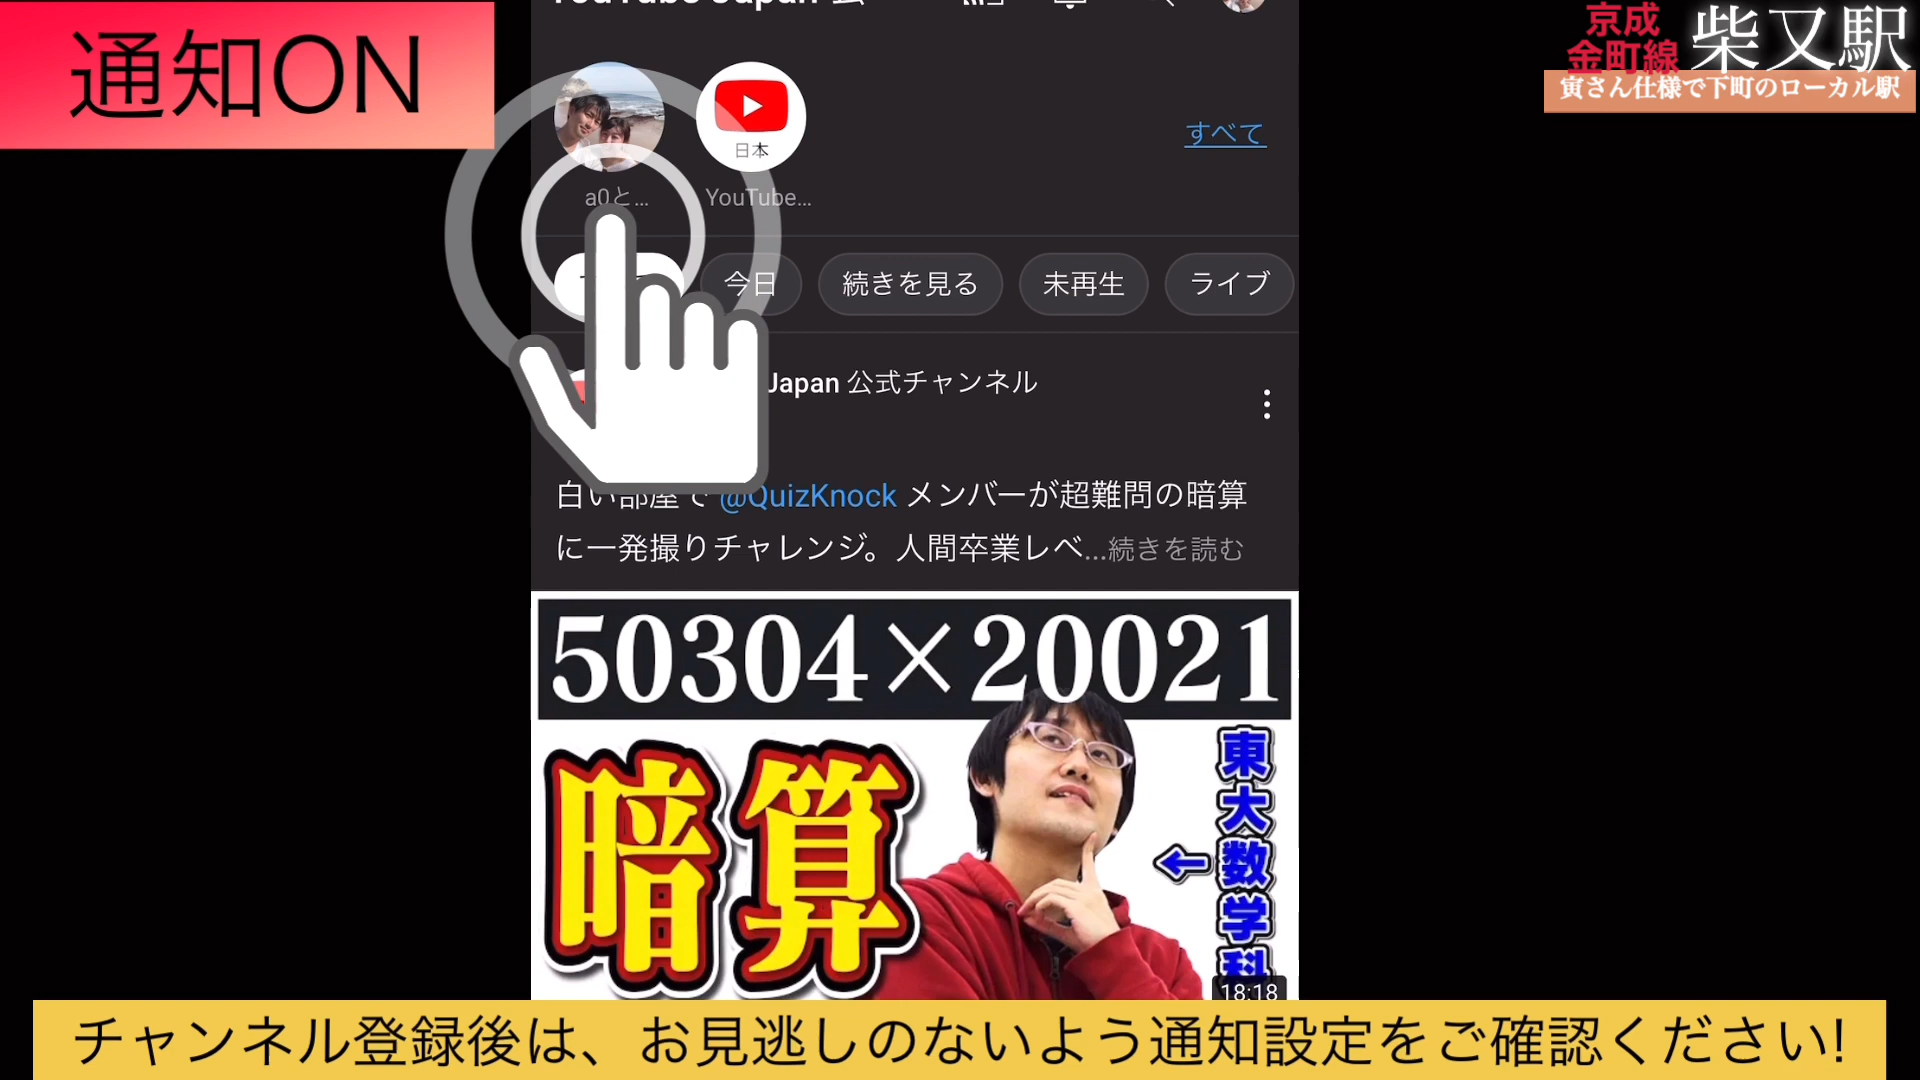 通知ON
京成
金町線
柴又駅
寅さん仕様で下町のローカル駅
日本
すべて
a0と...
YouTube...
今日
続きを見る
未再生
ライブ
Japan 公式チャンネル
白い部屋で @QuizKnock メンバーが超難問の暗算
に一発撮りチャレンジ。人間卒業レベ...続きを読む
50304×20021
暗算
←東大数学科
18:18
チャンネル登録後は、お見逃しのないよう通知設定をご確認ください!